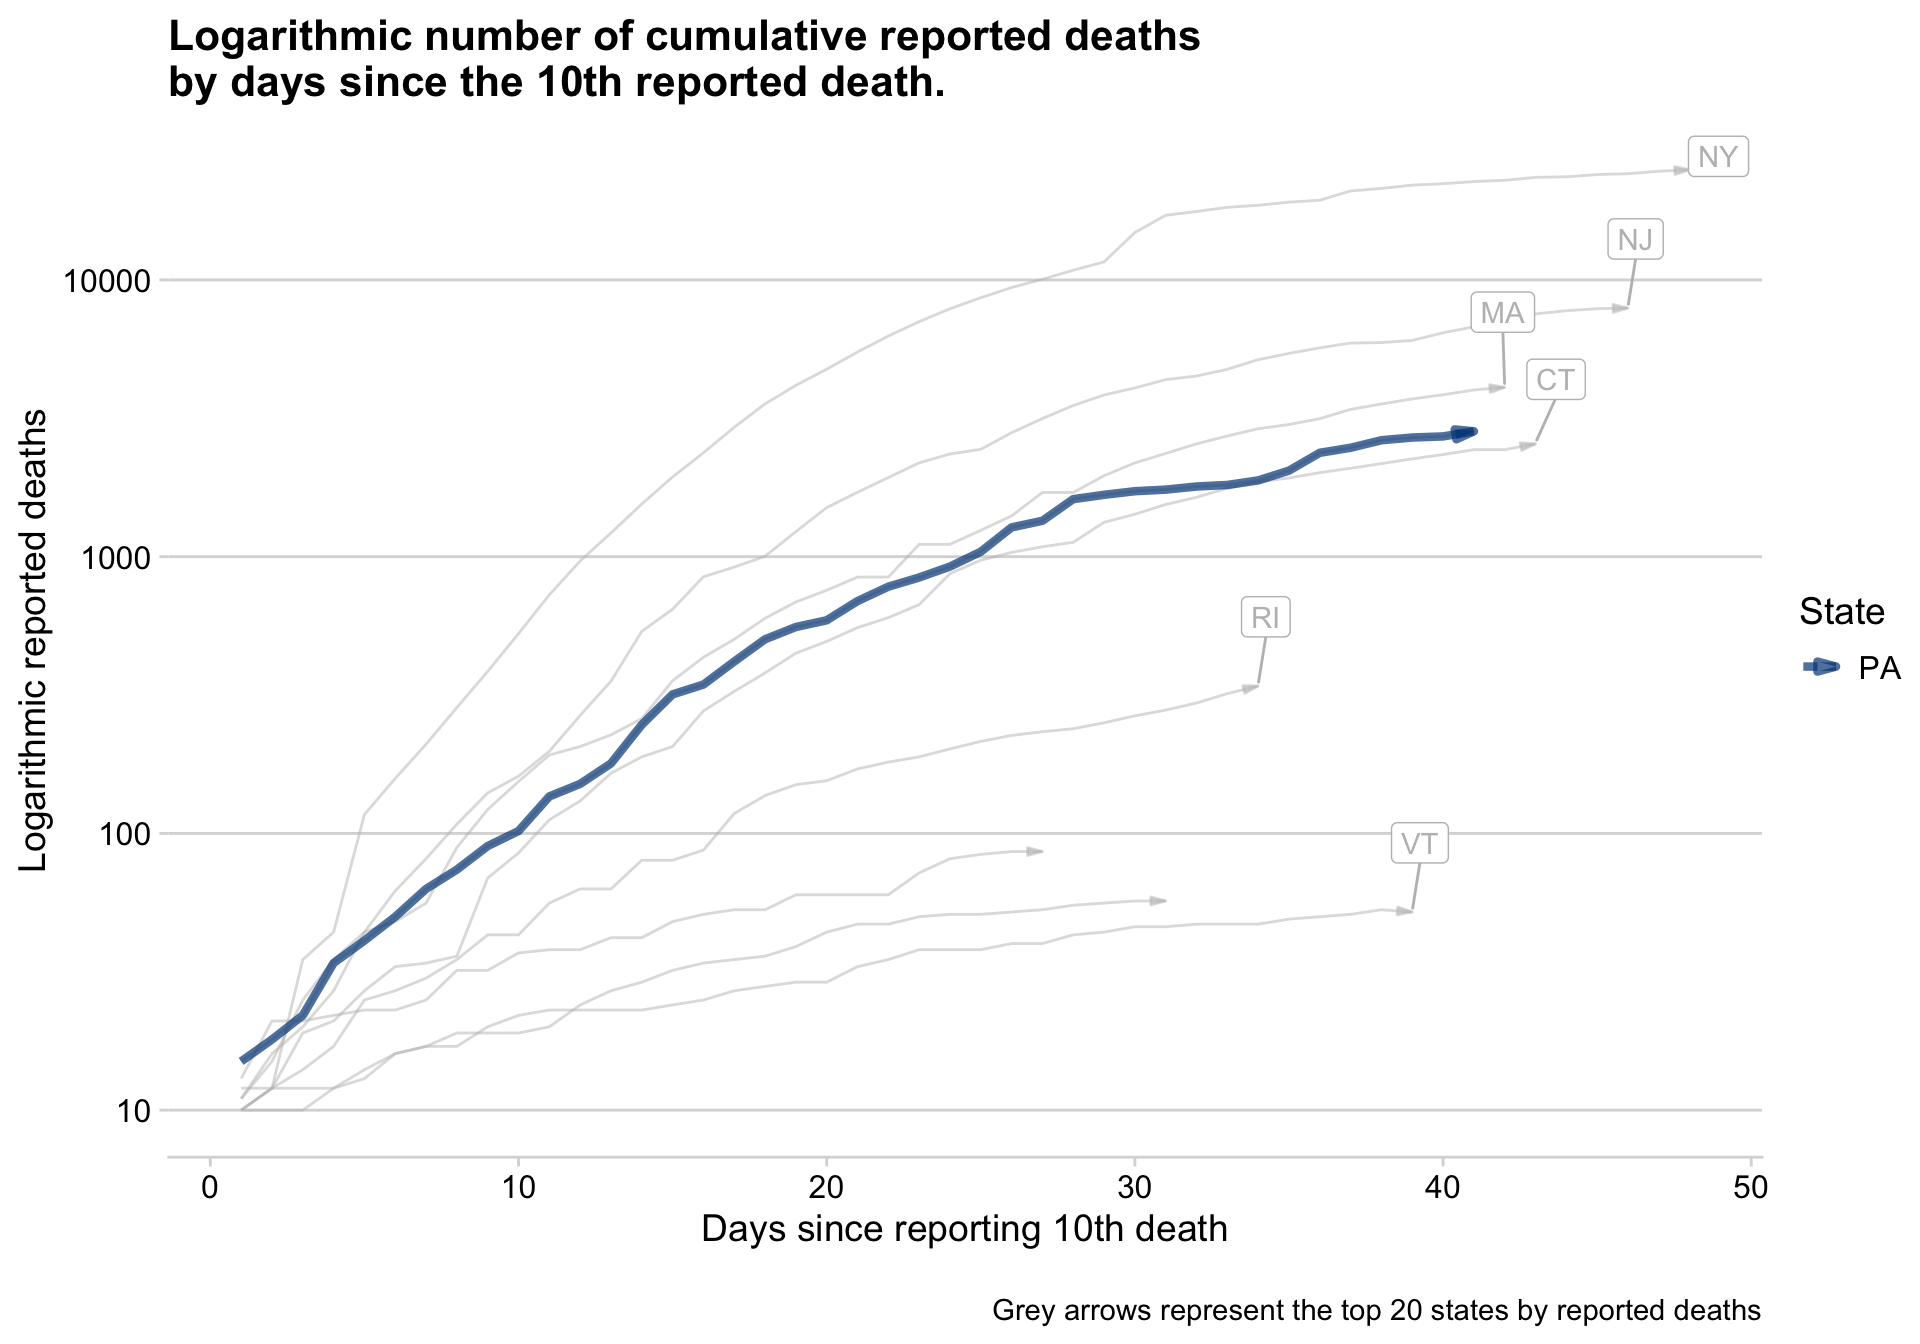 Logarithmic number of cumulative reported deaths
by days since the 10th reported death.
NY
NJ
10000
MA
CT
Logarithmic reported deaths
1000
RI
State
PA
VT
100
10
0 10 20 30 40 50
Days since reporting 10th death
Grey arrows represent the top 20 states by reported deaths